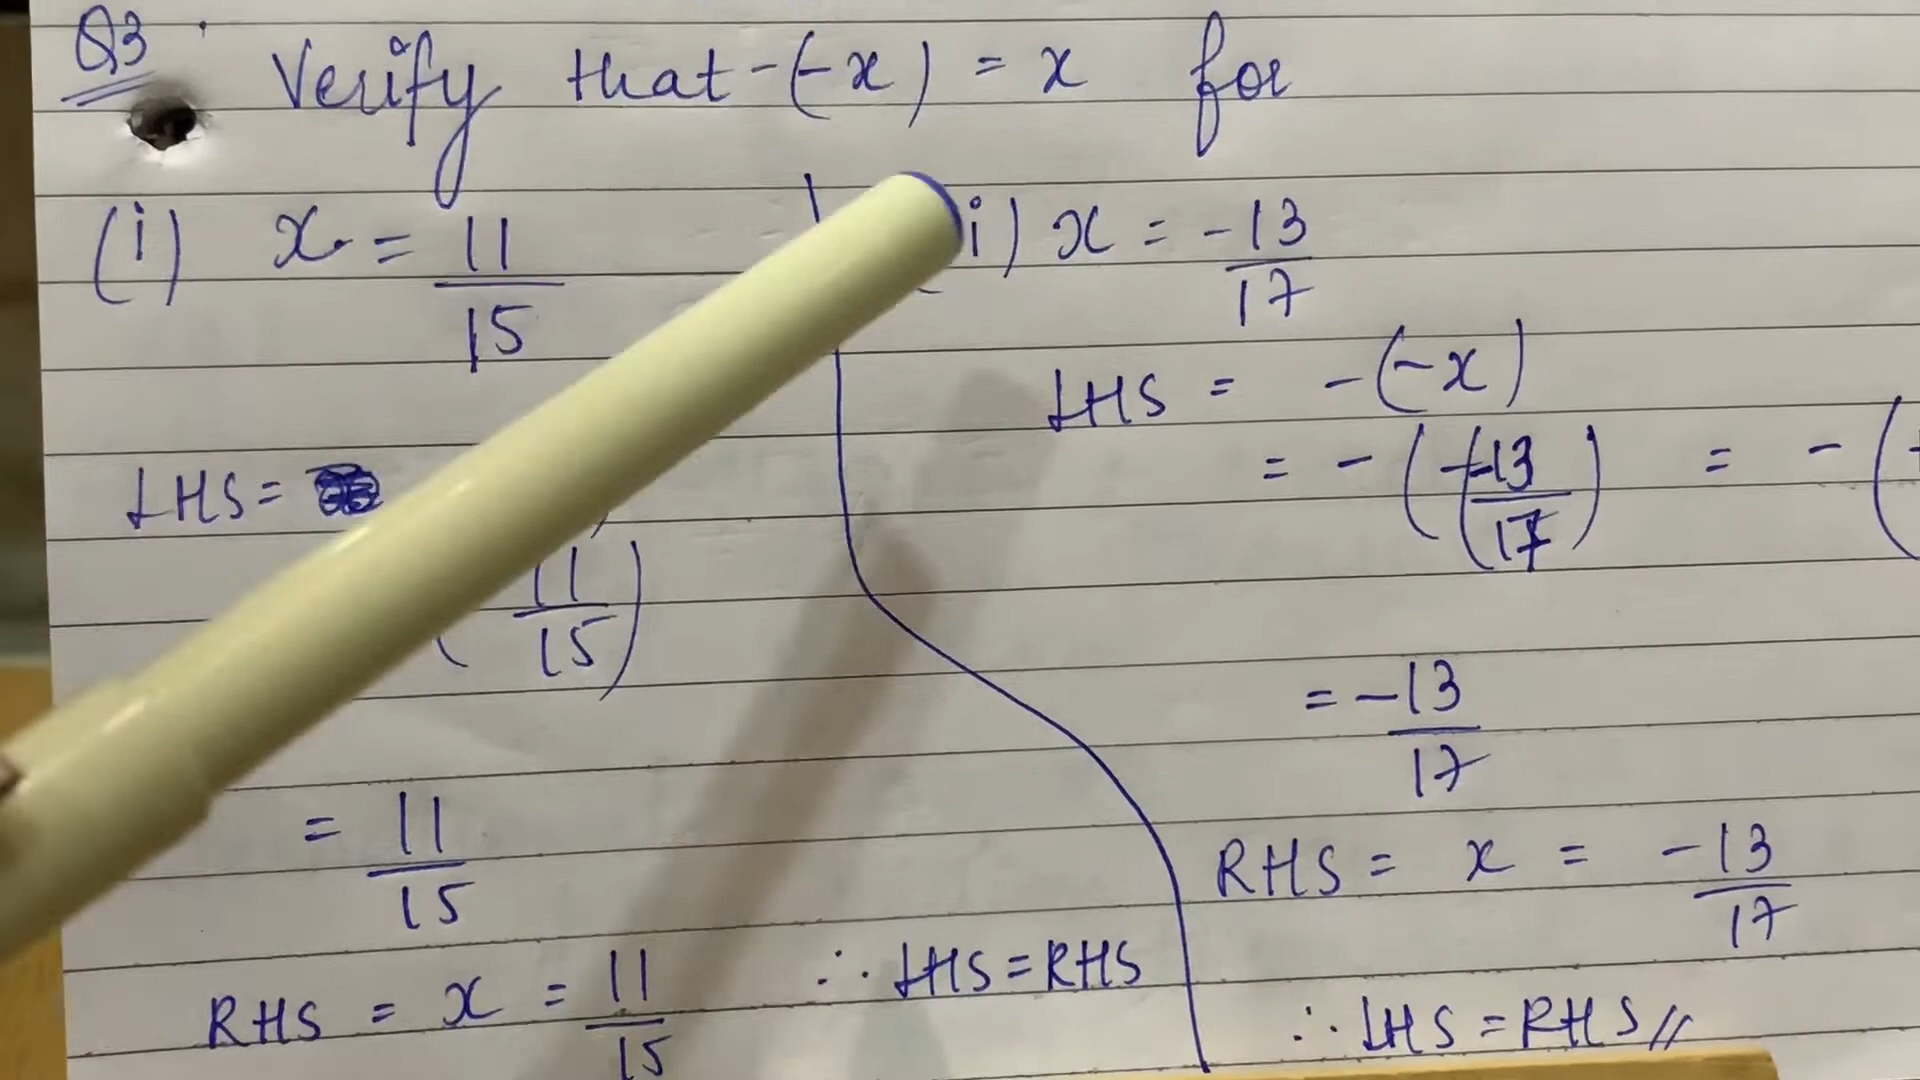 Q3. Verify that -(-x) = x for
(i) x = 11/15
LHS =
11/15)
= 11/15
RHS = x = 11/15 ∴ LHS = RHS
i) x = -13/17
LHS = -(-x)
= -(-(-13/17) = -(
= -13/17
RHS = x = -13/17
∴ LHS = RHS //